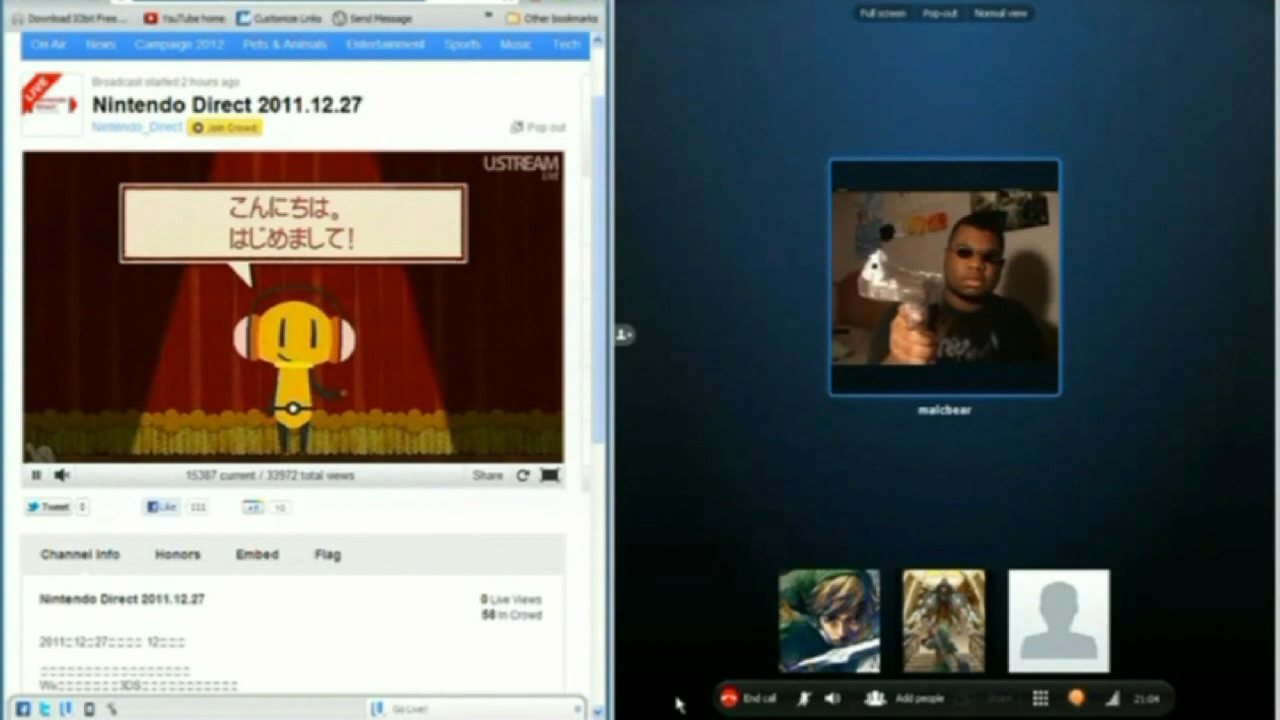 Download IObit Free...
YouTube home
Customize Links
Send Message
Other bookmarks
On Air
News
Campaign 2012
Pets & Animals
Entertainment
Sports
Music
Tech
LIVE
Broadcast started 2 hours ago
Nintendo Direct 2011.12.27
Nintendo_Direct
Join Crowd
Pop out
USTREAM
こんにちは。
はじめまして!
15387 current / 33972 total views
Share
Tweet
0
Like
111
+1
10
Channel Info
Honors
Embed
Flag
Nintendo Direct 2011.12.27
0 Live Views
58 In Crowd
Go Live!
Full screen
Pop-out
Normal view
malcbear
End call
Add people
21:04